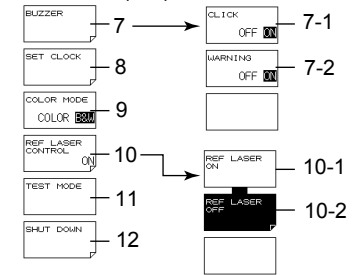 BUZZER
7
CLICK
OFF ON
7-1
SET CLOCK
8
WARNING
OFF ON
7-2
COLOR MODE
COLOR B&W
9
REF LASER
CONTROL
ON
10
REF LASER
ON
10-1
TEST MODE
11
REF LASER
OFF
10-2
SHUT DOWN
12